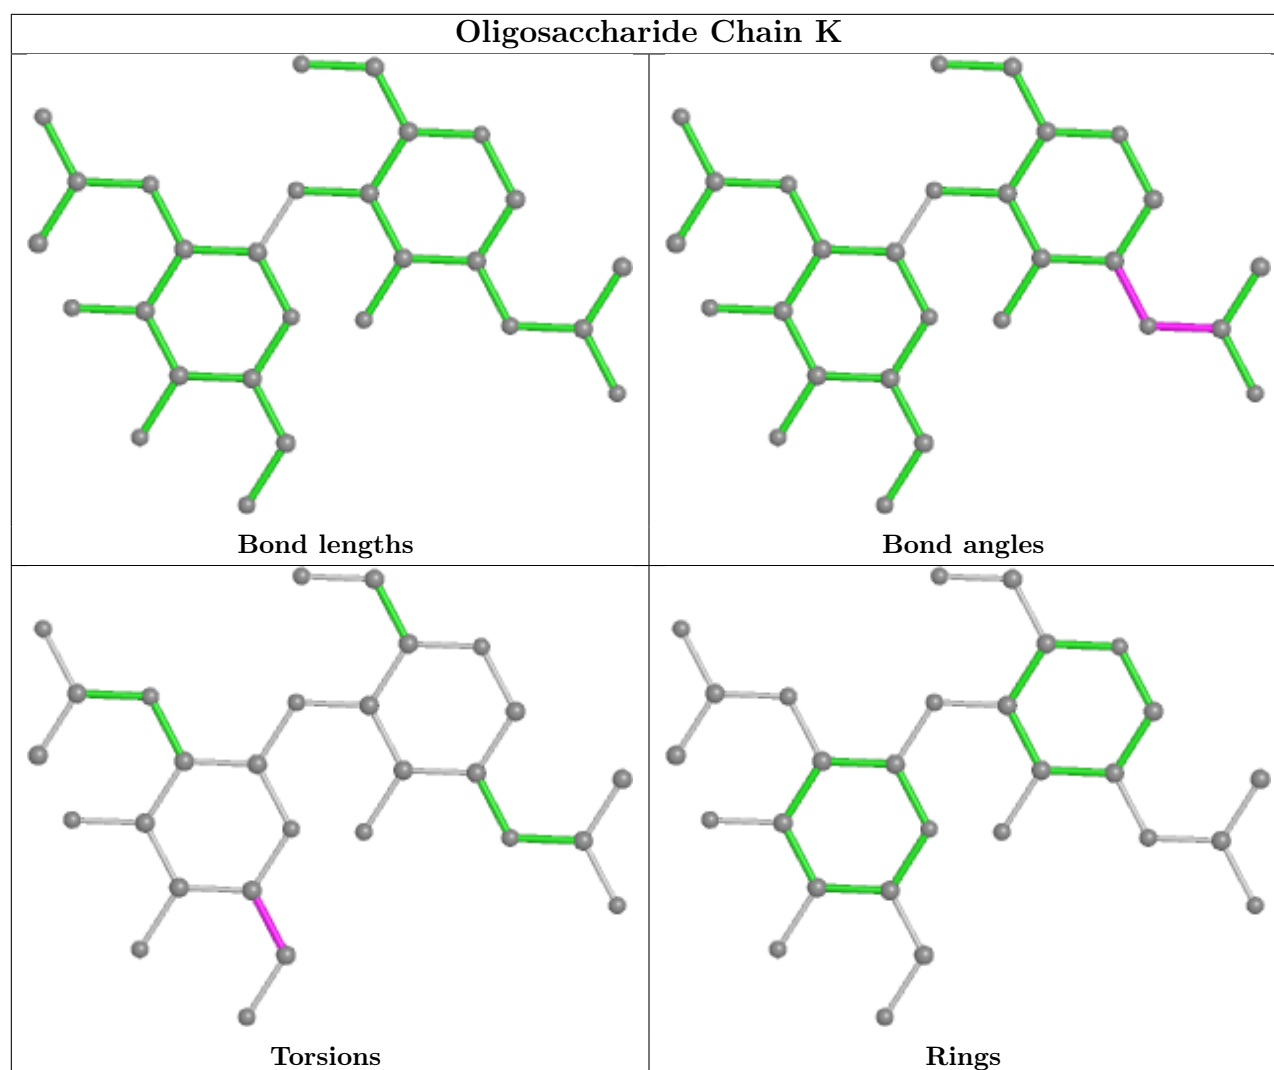 Oligosaccharide Chain K
Bond lengths
Bond angles
Torsions
Rings